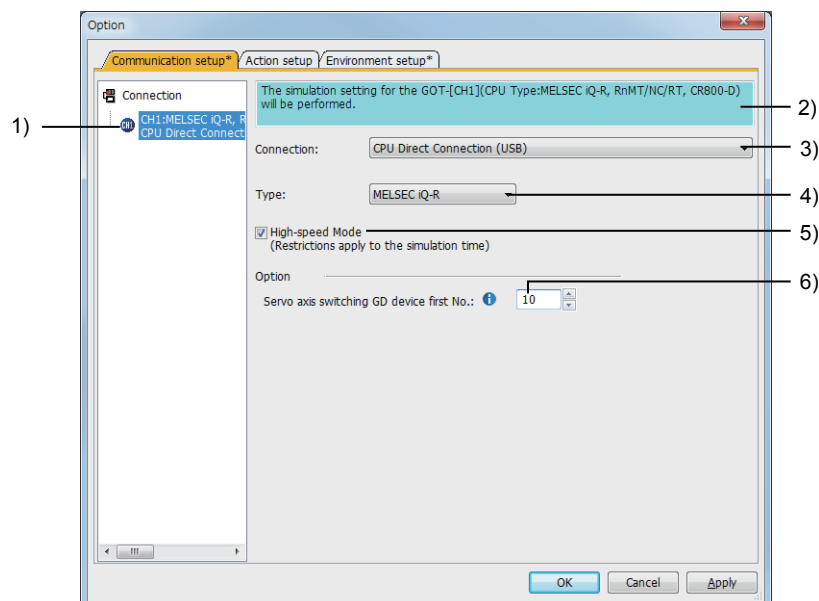 Option
Communication setup* Action setup Environment setup*
Connection
CH1:MELSEC iQ-R, R
CPU Direct Connect
1)
The simulation setting for the GOT-[CH1](CPU Type:MELSEC iQ-R, RnMT/NC/RT, CR800-D)
will be performed.
2)
Connection: CPU Direct Connection (USB)
3)
Type: MELSEC iQ-R
4)
High-speed Mode
(Restrictions apply to the simulation time)
5)
Option
Servo axis switching GD device first No.: 10
6)
OK Cancel Apply